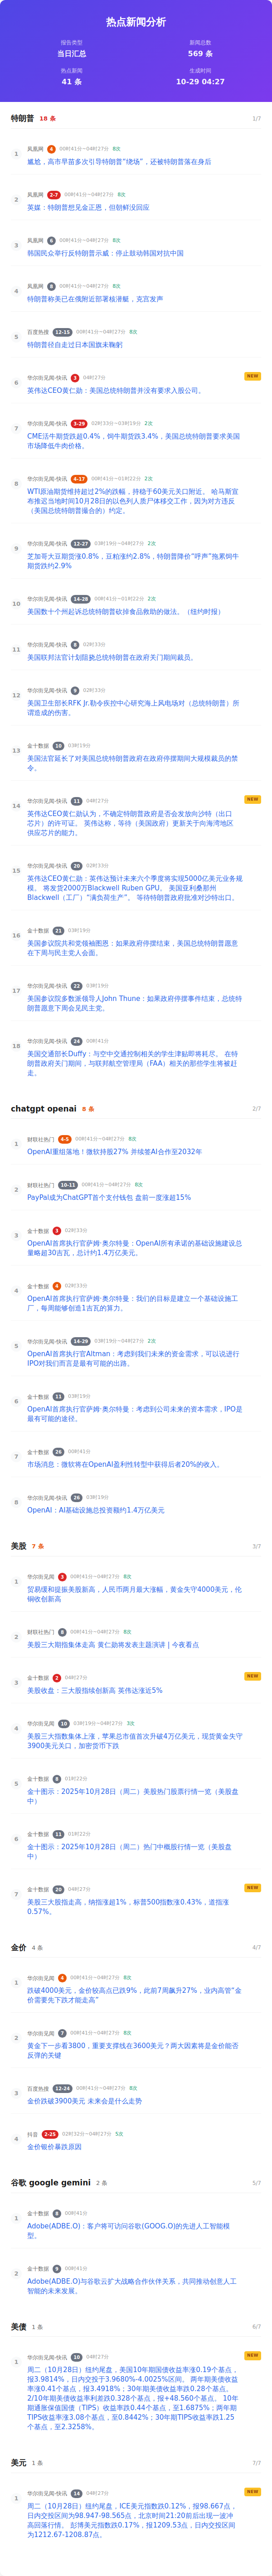 热点新闻分析
报告类型
新闻总数
当日汇总
569 条
热点新闻
生成时间
41 条
10-29 04:27
特朗普 18 条 1/7
1
凤凰网 4 00时41分~04时27分 8次
尴尬，高市早苗多次引导特朗普“绕场”，还被特朗普落在身后
2
凤凰网 2-7 00时41分~04时27分 8次
英媒：特朗普想见金正恩，但朝鲜没回应
3
凤凰网 6 00时41分~04时27分 8次
韩国民众举行反特朗普示威：停止鼓动韩国对抗中国
4
凤凰网 8 00时41分~04时27分 8次
特朗普称美已在俄附近部署核潜艇，克宫发声
5
百度热搜 12-15 00时41分~04时27分 8次
特朗普径自走过日本国旗未鞠躬
6
华尔街见闻-快讯 3 04时27分 NEW
英伟达CEO黄仁勋：美国总统特朗普并没有要求入股公司。
7
华尔街见闻-快讯 3-29 02时33分~03时19分 2次
CME活牛期货跌超0.4%，饲牛期货跌3.4%，美国总统特朗普要求美国
市场降低牛肉价格。
8
华尔街见闻-快讯 4-17 00时41分~01时22分 2次
WTI原油期货维持超过2%的跌幅，持稳于60美元关口附近。 哈马斯宣
布推迟当地时间10月28日的以色列人质尸体移交工作，因为对方违反
（美国总统特朗普撮合的）约定。
9
华尔街见闻-快讯 12-27 03时19分~04时27分 2次
芝加哥大豆期货涨0.8%，豆粕涨约2.8%，特朗普降价“呼声”拖累饲牛
期货跌约2.9%
10
华尔街见闻-快讯 14-28 00时41分~01时22分 2次
美国数十个州起诉总统特朗普砍掉食品救助的做法。（纽约时报）
11
华尔街见闻-快讯 8 02时33分
美国联邦法官计划阻挠总统特朗普在政府关门期间裁员。
12
华尔街见闻-快讯 9 02时33分
美国卫生部长RFK Jr.勒令疾控中心研究海上风电场对（总统特朗普）所
谓造成的伤害。
13
金十数据 10 03时19分
美国法官延长了对美国总统特朗普政府在政府停摆期间大规模裁员的禁
令。
14
华尔街见闻-快讯 11 04时27分 NEW
英伟达CEO黄仁勋认为，不确定特朗普政府是否会发放向沙特（出口
芯片）的许可证。 英伟达称，等待（美国政府）更新关于向海湾地区
供应芯片的能力。
15
华尔街见闻-快讯 20 02时33分
英伟达CEO黄仁勋：英伟达预计未来六个季度将实现5000亿美元业务规
模。 将发货2000万Blackwell Ruben GPU。 美国亚利桑那州
Blackwell（工厂）“满负荷生产”。 等待特朗普政府批准对沙特出口。
16
金十数据 21 03时19分
美国参议院共和党领袖图恩：如果政府停摆结束，美国总统特朗普愿意
在下周与民主党人会面。
17
华尔街见闻-快讯 22 03时19分
美国参议院多数派领导人John Thune：如果政府停摆事件结束，总统特
朗普愿意下周会见民主党。
18
华尔街见闻-快讯 24 00时41分
美国交通部长Duffy：与空中交通控制相关的学生津贴即将耗尽。 在特
朗普政府关门期间，与联邦航空管理局（FAA）相关的那些学生将被赶
走。
chatgpt openai 8 条 2/7
1
财联社热门 4-5 00时41分~04时27分 8次
OpenAI重组落地！微软持股27% 并续签AI合作至2032年
2
财联社热门 10-11 00时41分~04时27分 8次
PayPal成为ChatGPT首个支付钱包 盘前一度涨超15%
3
金十数据 3 02时33分
OpenAI首席执行官萨姆·奥尔特曼：OpenAI所有承诺的基础设施建设总
量略超30吉瓦，总计约1.4万亿美元。
4
金十数据 4 02时33分
OpenAI首席执行官萨姆·奥尔特曼：我们的目标是建立一个基础设施工
厂，每周能够创造1吉瓦的算力。
5
华尔街见闻-快讯 14-29 03时19分~04时27分 2次
OpenAI首席执行官Altman：考虑到我们未来的资金需求，可以说进行
IPO对我们而言是最有可能的出路。
6
金十数据 11 03时19分
OpenAI首席执行官萨姆·奥尔特曼：考虑到公司未来的资本需求，IPO是
最有可能的途径。
7
金十数据 26 00时41分
市场消息：微软将在OpenAI盈利性转型中获得后者20%的收入。
8
华尔街见闻-快讯 26 03时19分
OpenAI：AI基础设施总投资额约1.4万亿美元
美股 7 条 3/7
1
华尔街见闻 3 00时41分~04时27分 8次
贸易缓和提振美股新高，人民币两月最大涨幅，黄金失守4000美元，伦
铜收创新高
2
财联社热门 8 00时41分~04时27分 8次
美股三大期指集体走高 黄仁勋将发表主题演讲 | 今夜看点
3
金十数据 2 04时27分 NEW
美股收盘：三大股指续创新高 英伟达涨近5%
4
华尔街见闻 10 03时19分~04时27分 3次
美股三大指数集体上涨，苹果总市值首次升破4万亿美元，现货黄金失守
3900美元关口，加密货币下跌
5
金十数据 8 01时22分
金十图示：2025年10月28日（周二）美股热门股票行情一览（美股盘
中）
6
金十数据 11 01时22分
金十图示：2025年10月28日（周二）热门中概股行情一览（美股盘
中）
7
金十数据 20 04时27分 NEW
美股三大股指走高，纳指涨超1%，标普500指数涨0.43%，道指涨
0.57%。
金价 4 条 4/7
1
华尔街见闻 4 00时41分~04时27分 8次
跌破4000美元，金价较高点已跌9%，此前7周飙升27%，业内高管“金
价需要先下跌才能走高”
2
华尔街见闻 7 00时41分~04时27分 8次
黄金下一步看3800，重要支撑线在3600美元？两大因素将是金价能否
反弹的关键
3
百度热搜 12-24 00时41分~04时27分 8次
金价跌破3900美元 未来会是什么走势
4
抖音 2-25 02时32分~04时27分 5次
金价银价暴跌原因
谷歌 google gemini 2 条 5/7
1
金十数据 8 00时41分
Adobe(ADBE.O)：客户将可访问谷歌(GOOG.O)的先进人工智能模
型。
2
金十数据 9 00时41分
Adobe(ADBE.O)与谷歌云扩大战略合作伙伴关系，共同推动创意人工
智能的未来发展。
美债 1 条 6/7
1
华尔街见闻-快讯 10 04时27分 NEW
周二（10月28日）纽约尾盘，美国10年期国债收益率涨0.19个基点，
报3.9814%，日内交投于3.9680%-4.0025%区间。 两年期美债收益
率涨0.41个基点，报3.4918%；30年期美债收益率跌0.28个基点。
2/10年期美债收益率利差跌0.328个基点，报+48.560个基点。 10年
期通胀保值国债（TIPS）收益率跌0.44个基点，至1.6875%；两年期
TIPS收益率涨3.08个基点，至0.8442%；30年期TIPS收益率跌1.25
个基点，至2.3258%。
美元 1 条 7/7
1
华尔街见闻-快讯 14 04时27分 NEW
周二（10月28日）纽约尾盘，ICE美元指数跌0.12%，报98.667点，
日内交投区间为98.947-98.565点，北京时间21:20前后出现一波冲
高回落行情。 彭博美元指数跌0.17%，报1209.53点，日内交投区间
为1212.67-1208.87点。